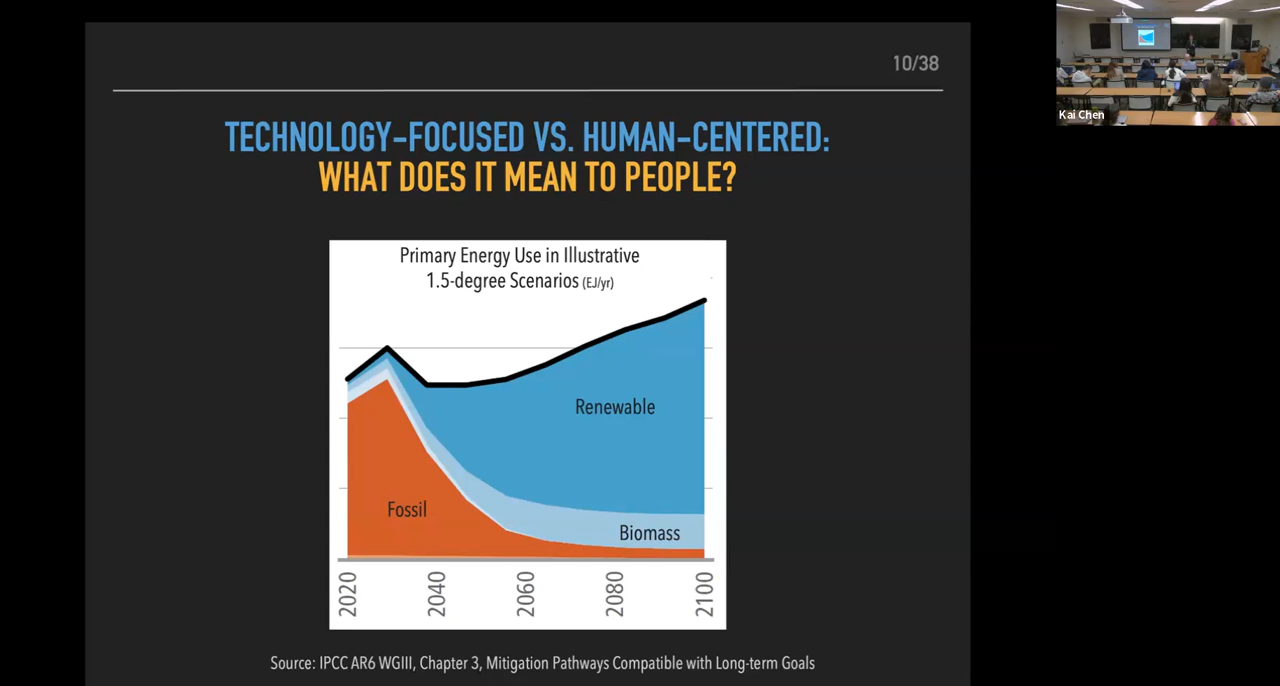 10/38
TECHNOLOGY-FOCUSED VS. HUMAN-CENTERED:
WHAT DOES IT MEAN TO PEOPLE?
Primary Energy Use in Illustrative
1.5-degree Scenarios (EJ/yr)
Renewable
Fossil
Biomass
2020
2040
2060
2080
2100
Source: IPCC AR6 WGIII, Chapter 3, Mitigation Pathways Compatible with Long-term Goals
Kai Chen